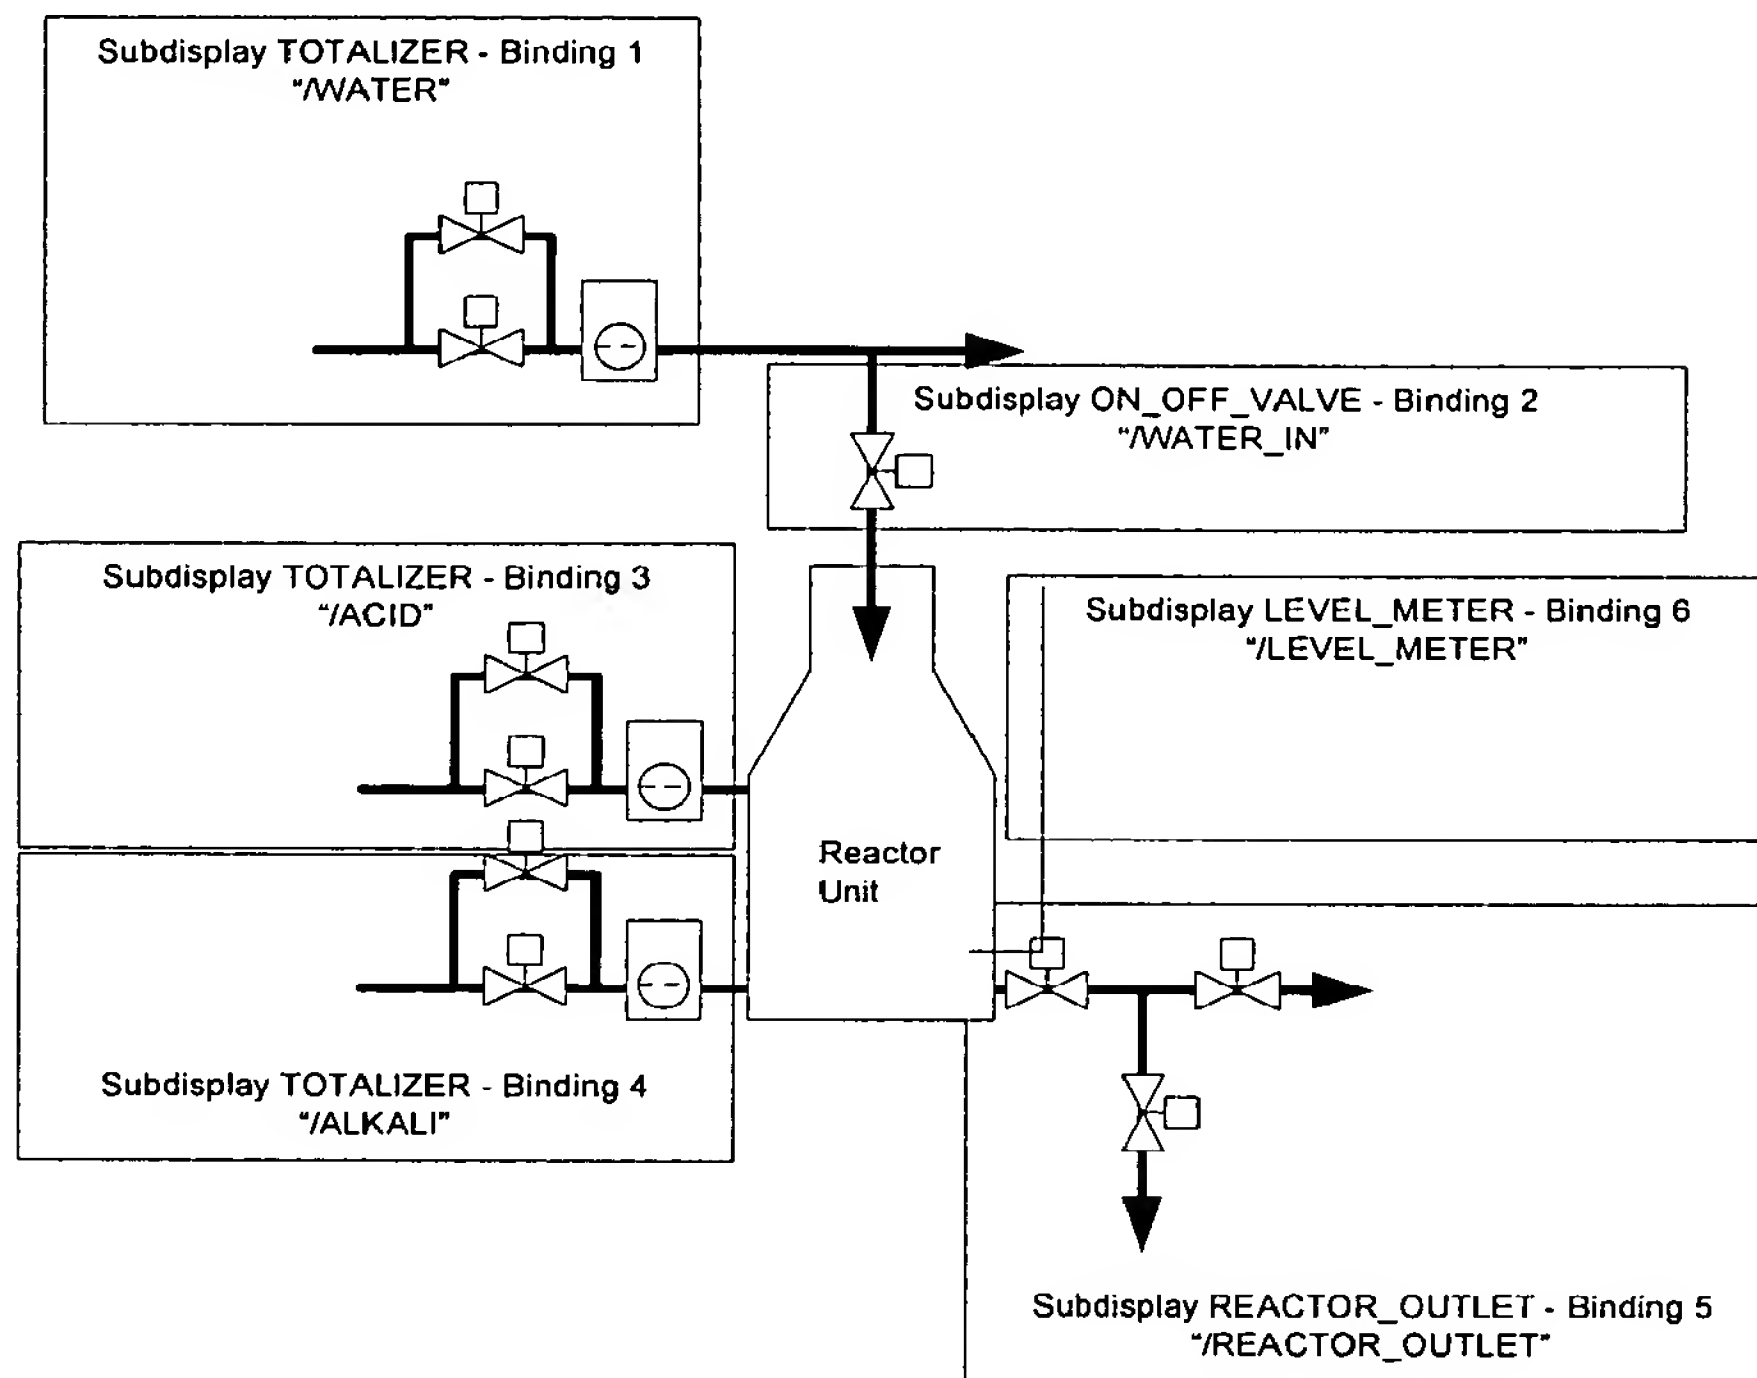 Subdisplay TOTALIZER - Binding 1
"/WATER"
Subdisplay ON_OFF_VALVE - Binding 2
"/WATER_IN"
Subdisplay TOTALIZER - Binding 3
"/ACID"
Subdisplay LEVEL_METER - Binding 6
"/LEVEL_METER"
Reactor
Unit
Subdisplay TOTALIZER - Binding 4
"/ALKALI"
Subdisplay REACTOR_OUTLET - Binding 5
"/REACTOR_OUTLET"